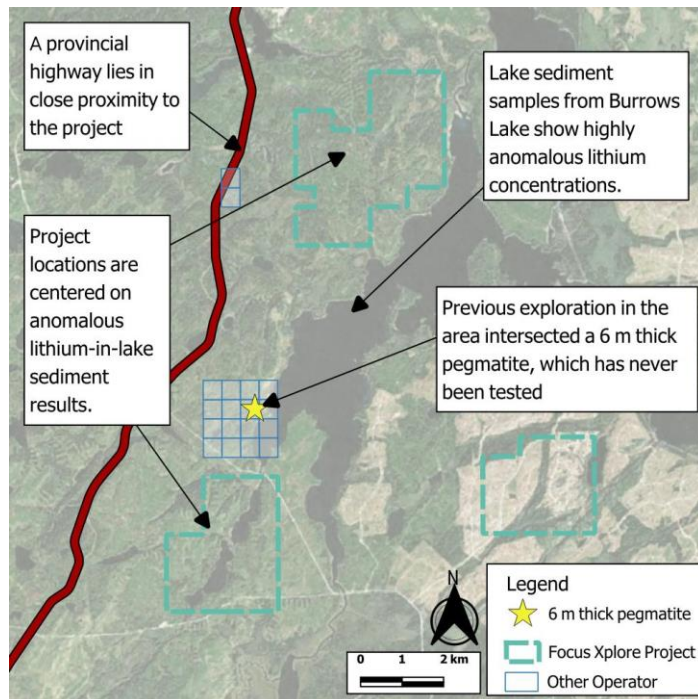 A provincial
highway lies in
close proximity to
the project
Lake sediment
samples from Burrows
Lake show highly
anomalous lithium
concentrations.
Project
locations are
centered on
anomalous
lithium-in-lake
sediment
results.
Previous exploration in the
area intersected a 6 m thick
pegmatite, which has never
been tested
N
0 1 2 km
Legend
6 m thick pegmatite
Focus Xplore Project
Other Operator